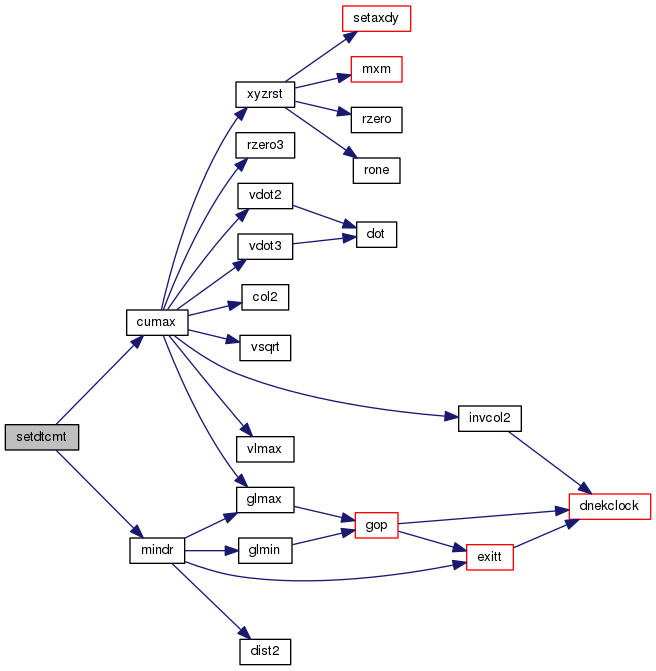 setaxdy
mxm
xyzrst
rzero
rzero3
rone
vdot2
dot
vdot3
col2
cumax
vsqrt
invcol2
setdtcmt
vlmax
glmax
dnekclock
gop
mindr
glmin
exitt
dist2